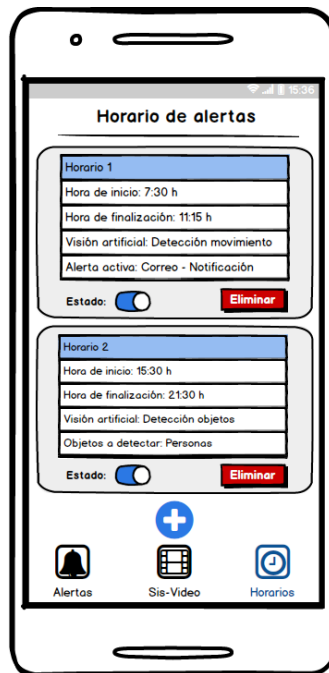 15:36
Horario de alertas
Horario 1
Hora de inicio: 7:30 h
Hora de finalización: 11:15 h
Visión artificial: Detección movimiento
Alerta activa: Correo - Notificación
Estado:
Eliminar
Horario 2
Hora de inicio: 15:30 h
Hora de finalización: 21:30 h
Visión artificial: Detección objetos
Objetos a detectar: Personas
Estado:
Eliminar
Alertas
Sis-Video
Horarios